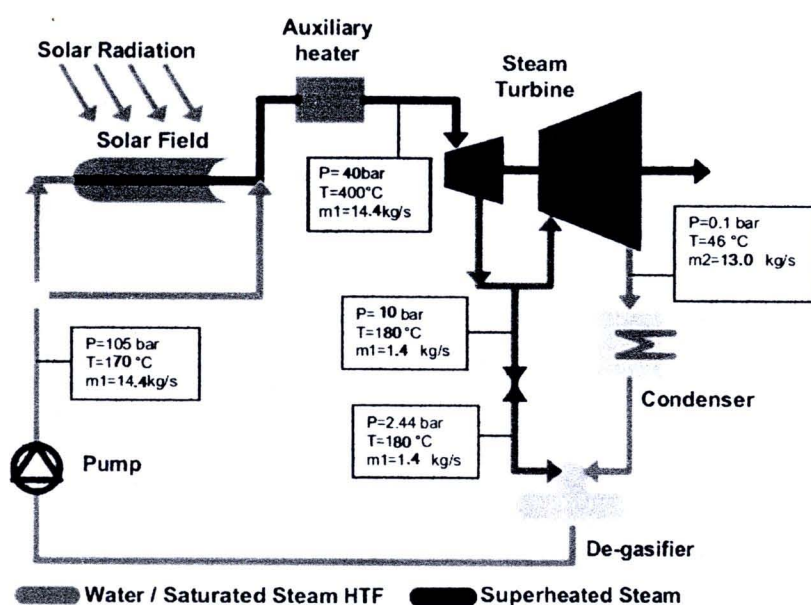 Auxiliary
heater
Solar Radiation
Steam
Turbine
Solar Field
P= 40bar
T=400°C
m1=14.4kg/s
P=0.1 bar
T=46 °C
m2=13.0 kg/s
P=105 bar
T=170 °C
m1=14.4kg/s
P= 10 bar
T=180 °C
m1=1.4 kg/s
Condenser
P=2.44 bar
T=180 °C
m1=1.4 kg/s
Pump
De-gasifier
Water / Saturated Steam HTF
Superheated Steam